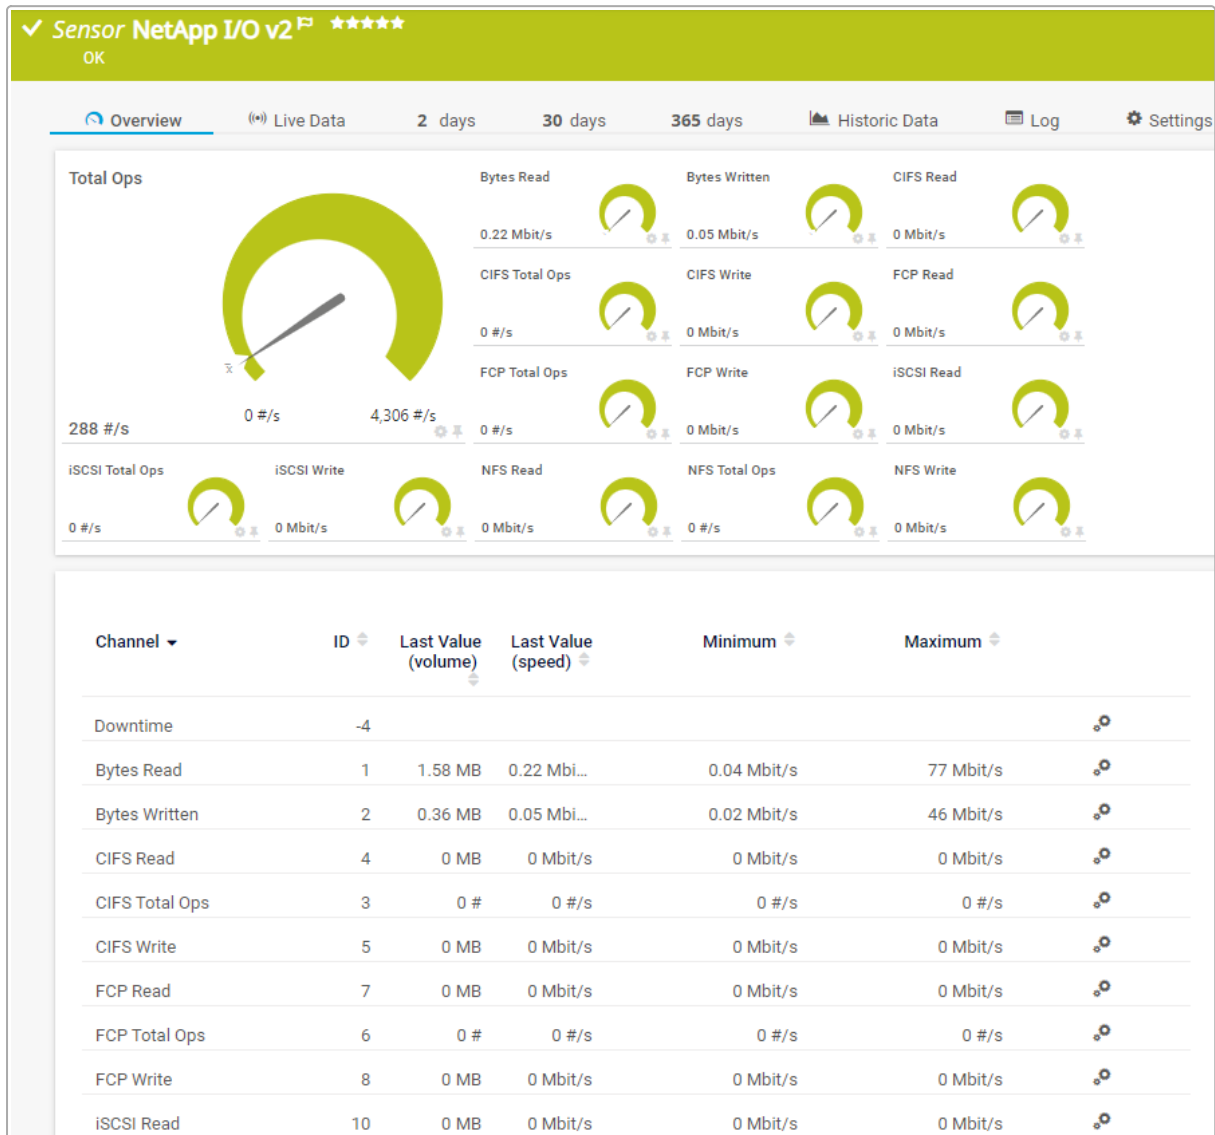 Sensor NetApp I/O v2
OK
Overview Live Data 2 days 30 days 365 days Historic Data Log Settings
Total Ops
Bytes Read Bytes Written CIFS Read
0.22 Mbit/s 0.05 Mbit/s 0 Mbit/s
CIFS Total Ops CIFS Write FCP Read
0 #/s 0 Mbit/s 0 Mbit/s
x̄
FCP Total Ops FCP Write iSCSI Read
0 #/s 4,306 #/s
288 #/s 0 #/s 0 Mbit/s 0 Mbit/s
iSCSI Total Ops iSCSI Write NFS Read NFS Total Ops NFS Write
0 #/s 0 Mbit/s 0 Mbit/s 0 #/s 0 Mbit/s
Channel ID Last Value Last Value Minimum Maximum
(volume) (speed)
Downtime -4
Bytes Read 1 1.58 MB 0.22 Mbi... 0.04 Mbit/s 77 Mbit/s
Bytes Written 2 0.36 MB 0.05 Mbi... 0.02 Mbit/s 46 Mbit/s
CIFS Read 4 0 MB 0 Mbit/s 0 Mbit/s 0 Mbit/s
CIFS Total Ops 3 0 # 0 #/s 0 #/s 0 #/s
CIFS Write 5 0 MB 0 Mbit/s 0 Mbit/s 0 Mbit/s
FCP Read 7 0 MB 0 Mbit/s 0 Mbit/s 0 Mbit/s
FCP Total Ops 6 0 # 0 #/s 0 #/s 0 #/s
FCP Write 8 0 MB 0 Mbit/s 0 Mbit/s 0 Mbit/s
iSCSI Read 10 0 MB 0 Mbit/s 0 Mbit/s 0 Mbit/s